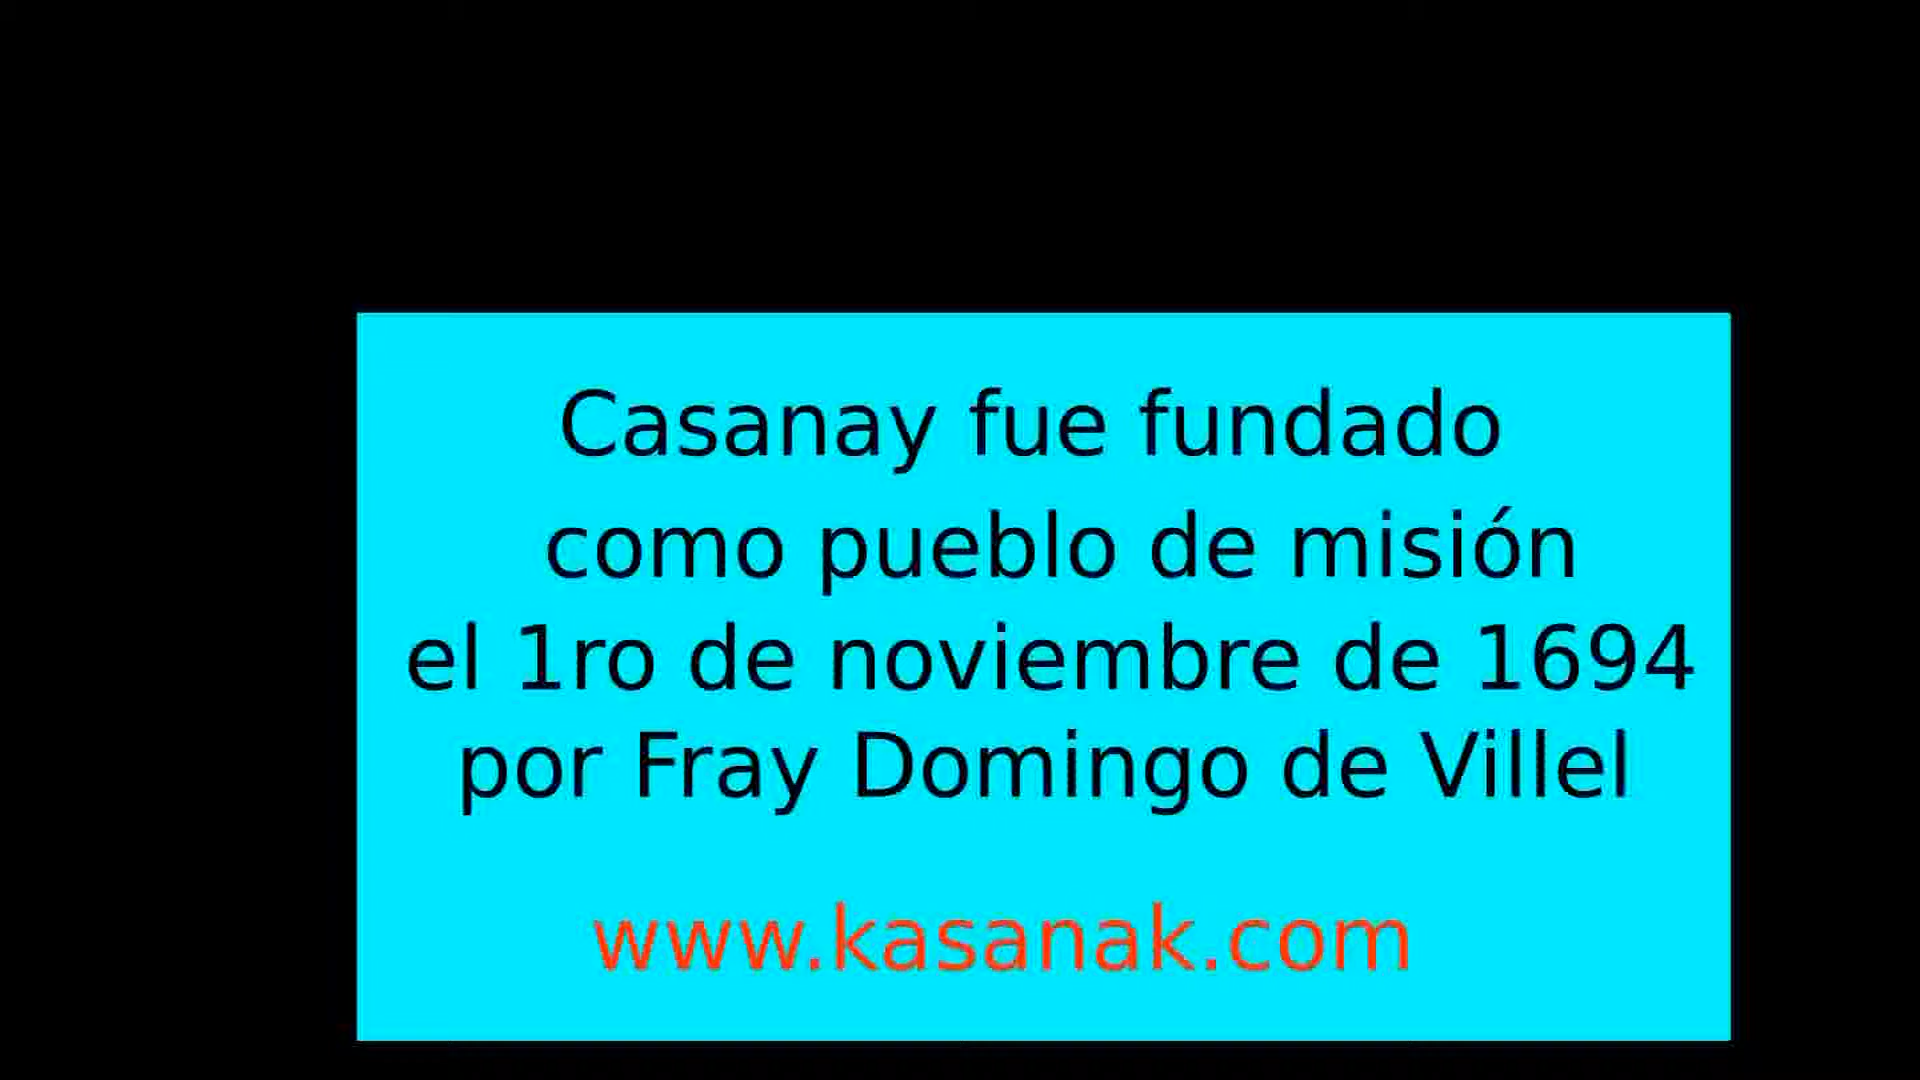 Casanay fue fundado
como pueblo de misión
el 1ro de noviembre de 1694
por Fray Domingo de Villel
www.kasanak.com